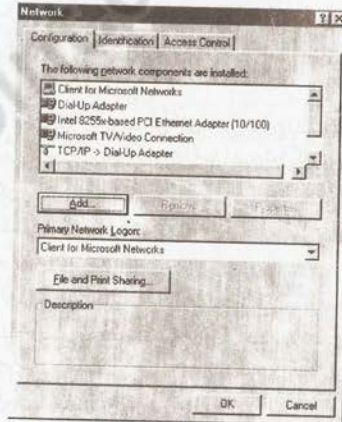 Network
Configuration Identification Access Control
The following network components are installed:
Client for Microsoft Networks
Dial-Up Adapter
Intel 8255x-based PCI Ethernet Adapter (10/100)
Microsoft TV/Video Connection
TCP/IP -> Dial-Up Adapter
Add... Remove Properties
Primary Network Logon:
Client for Microsoft Networks
File and Print Sharing...
Description
OK Cancel